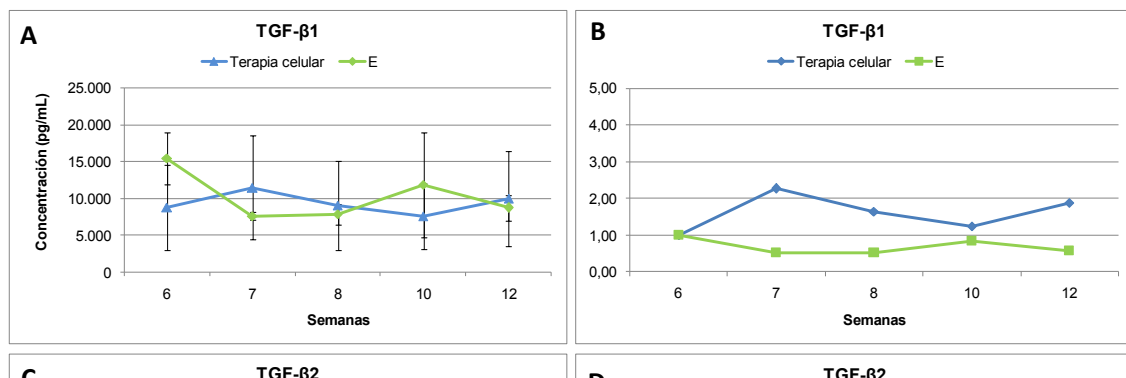 A
TGF-β1
Terapia celular E
Concentración (pg/mL)
25.000
20.000
15.000
10.000
5.000
0
6 7 8 10 12
Semanas
B
TGF-β1
Terapia celular E
5,00
4,00
3,00
2,00
1,00
0,00
6 7 8 10 12
Semanas
C
TGF-β2
D
TGF-β2